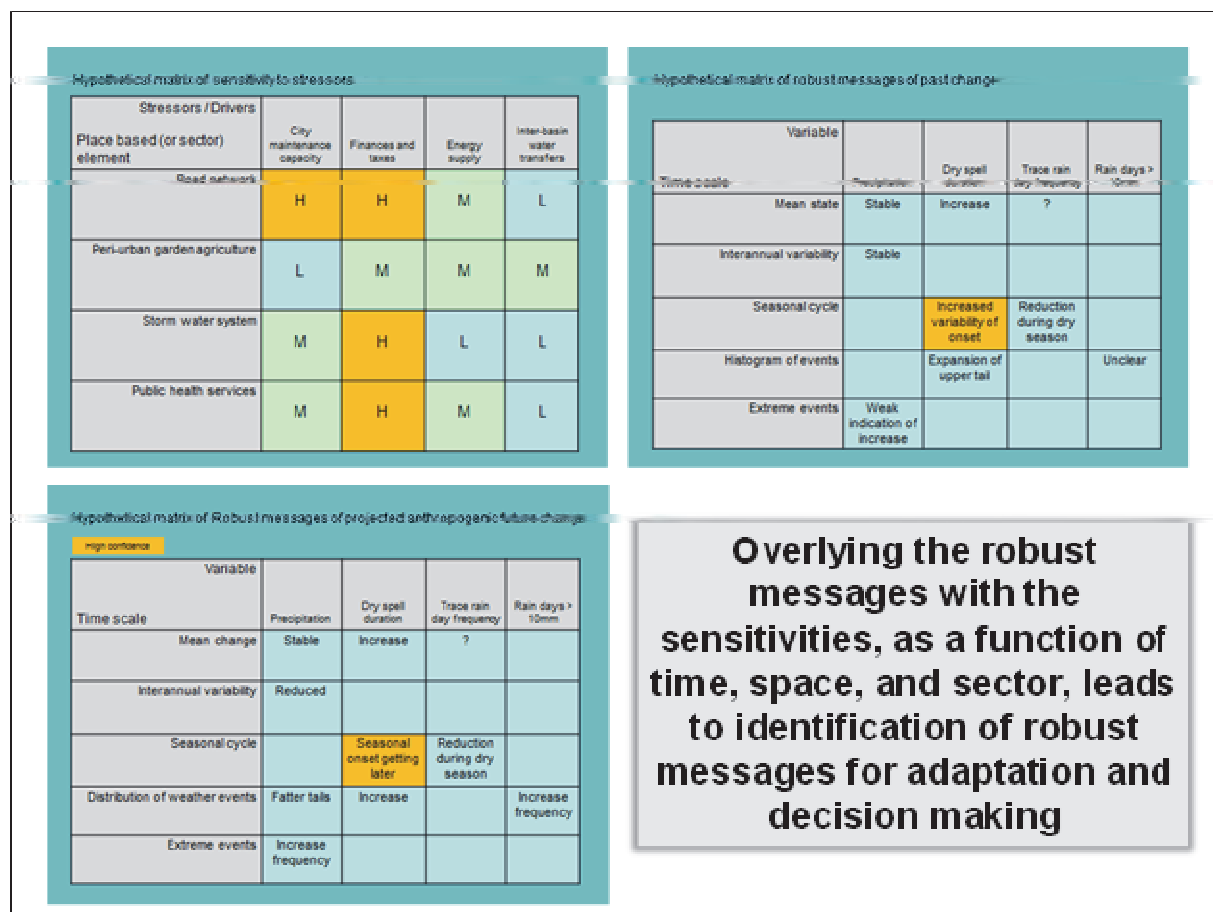 Hypothetical matrix of sensitivity to stressors
Stressors / Drivers
Place based (or sector)
element
City
maintenance
capacity
Finances and
taxes
Energy
supply
Inter-basin
water
transfers
Road network
H
H
M
L
Peri-urban garden agriculture
L
M
M
M
Storm water system
M
H
L
L
Public health services
M
H
M
L
Hypothetical matrix of robust messages of past change
Variable
Time scale
Precipitation
Dry spell
duration
Trace rain
day frequency
Rain days >
10mm
Mean state
Stable
Increase
?
Interannual variability
Stable
Seasonal cycle
Increased
variability of
onset
Reduction
during dry
season
Histogram of events
Expansion of
upper tail
Unclear
Extreme events
Weak
indication of
increase
Hypothetical matrix of Robust messages of projected anthropogenic future change
High confidence
Variable
Time scale
Precipitation
Dry spell
duration
Trace rain
day frequency
Rain days >
10mm
Mean change
Stable
Increase
?
Interannual variability
Reduced
Seasonal cycle
Seasonal
onset getting
later
Reduction
during dry
season
Distribution of weather events
Fatter tails
Increase
Increase
frequency
Extreme events
Increase
frequency
Overlying the robust
messages with the
sensitivities, as a function of
time, space, and sector, leads
to identification of robust
messages for adaptation and
decision making